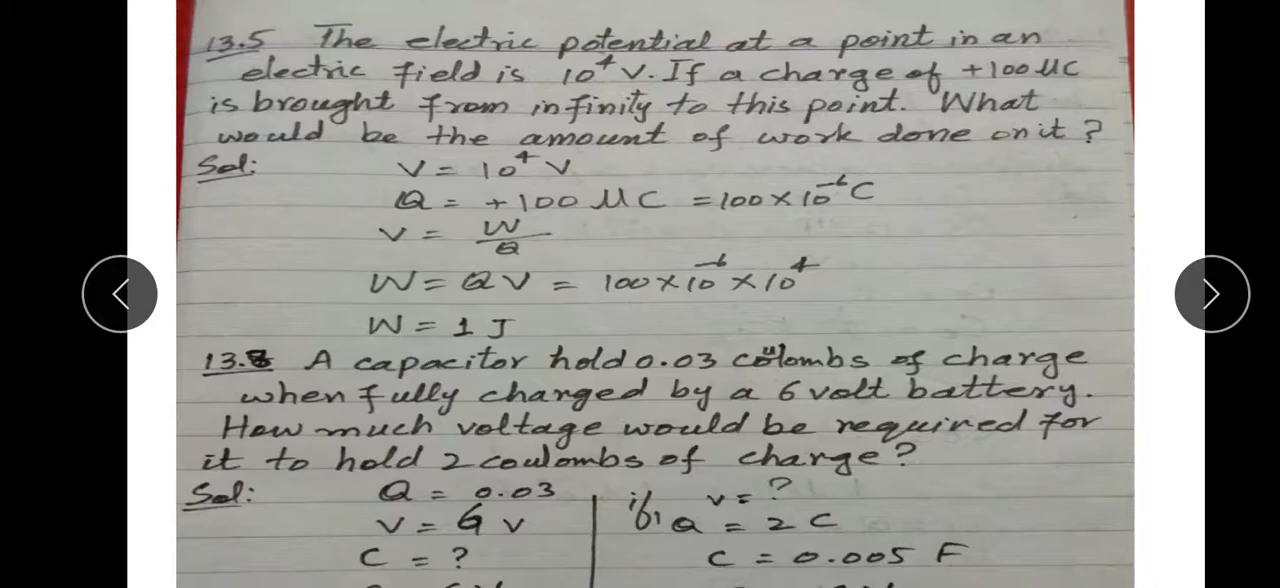 13.5 The electric potential at a point in an
electric field is 10⁴ V. If a charge of +100 μC
is brought from infinity to this point. What
would be the amount of work done on it?
Sol: V = 10⁴ V
Q = +100 μC = 100 × 10⁻⁶ C
V = W/Q
W = QV = 100 × 10⁻⁶ × 10⁴
W = 1 J
A capacitor hold 0.03 coulombs of charge
when fully charged by a 6 volt battery.
How much voltage would be required for
it to hold 2 coulombs of charge?
Sol: Q = 0.03 V = ?
V = 6 V Q = 2 C
C = ? C = 0.005 F